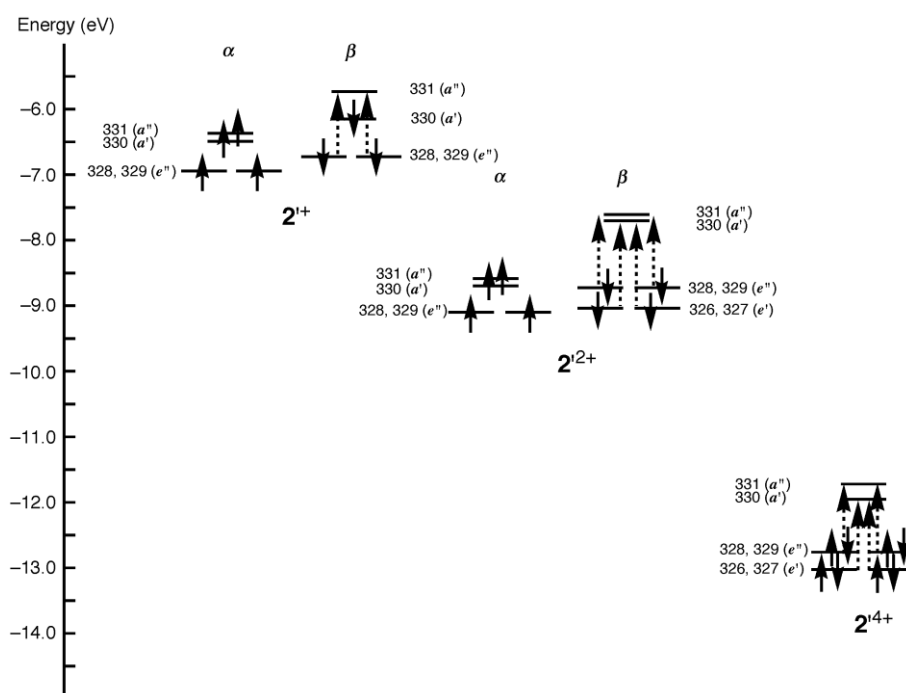 Energy (eV)
α
β
331 (a")
330 (a')
328, 329 (e")
331 (a")
330 (a')
328, 329 (e")
2'+
α
β
331 (a")
330 (a')
328, 329 (e")
331 (a")
330 (a')
328, 329 (e")
326, 327 (e')
2'2+
331 (a")
330 (a')
328, 329 (e")
326, 327 (e')
2'4+
−6.0
−7.0
−8.0
−9.0
−10.0
−11.0
−12.0
−13.0
−14.0